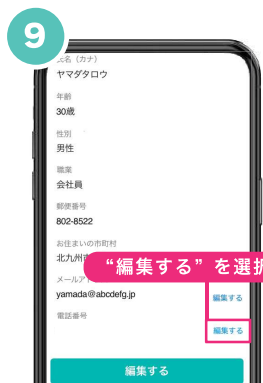 9
氏名（カナ）
ヤマダタロウ
年齢
30歳
性別
男性
職業
会社員
郵便番号
802-8522
お住まいの市町村
北九州市
“編集する”を選択
メールア
yamada@abcdefg.jp
編集する
電話番号
編集する
編集する